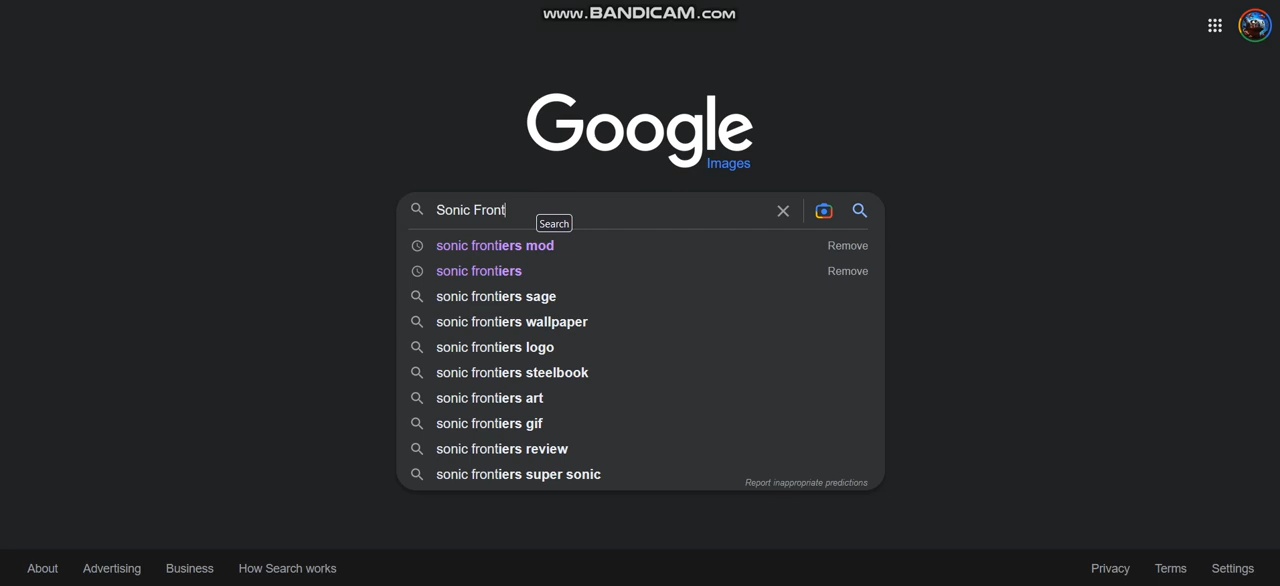 www.BANDICAM.com
Google
Images
Sonic Front
Search
sonic frontiers mod
Remove
sonic frontiers
Remove
sonic frontiers sage
sonic frontiers wallpaper
sonic frontiers logo
sonic frontiers steelbook
sonic frontiers art
sonic frontiers gif
sonic frontiers review
sonic frontiers super sonic
Report inappropriate predictions
About Advertising Business How Search works Privacy Terms Settings